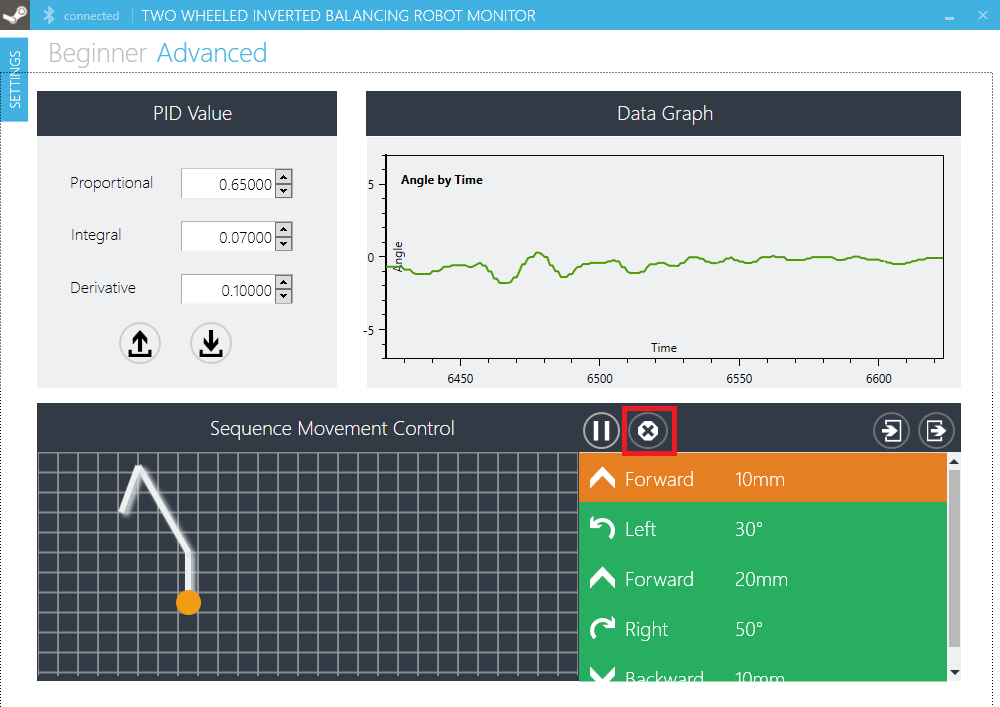 connected TWO WHEELED INVERTED BALANCING ROBOT MONITOR
SETTINGS
Beginner Advanced
PID Value
Proportional 0.65000
Integral 0.07000
Derivative 0.10000
Data Graph
Angle by Time
5
0
-5
Angle
Time
6450 6500 6550 6600
Sequence Movement Control
Forward 10mm
Left 30°
Forward 20mm
Right 50°
Backward 10mm